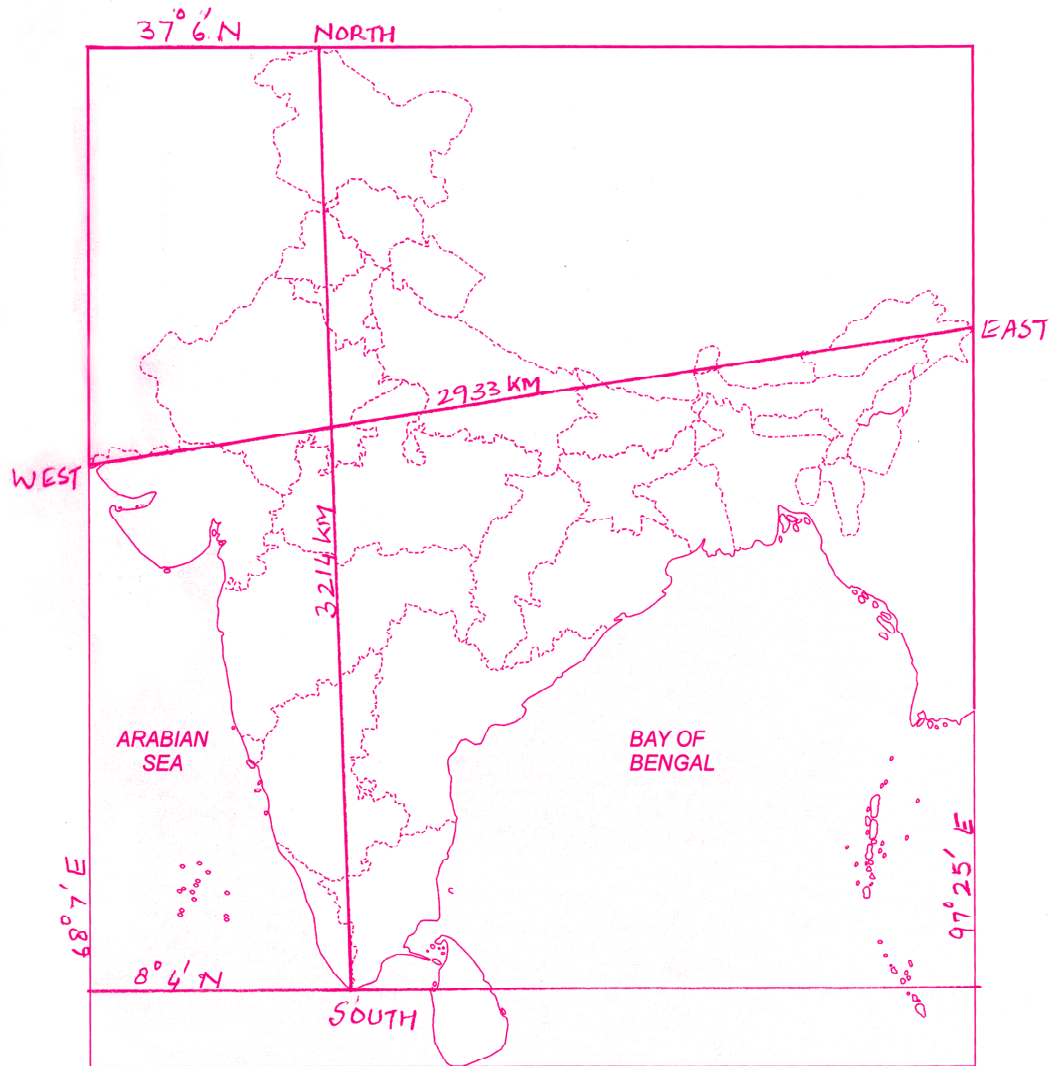 37° 6' N
NORTH
EAST
2933 KM
WEST
3214 KM
ARABIAN
SEA
BAY OF
BENGAL
68° 7' E
97° 25' E
8° 4' N
SOUTH